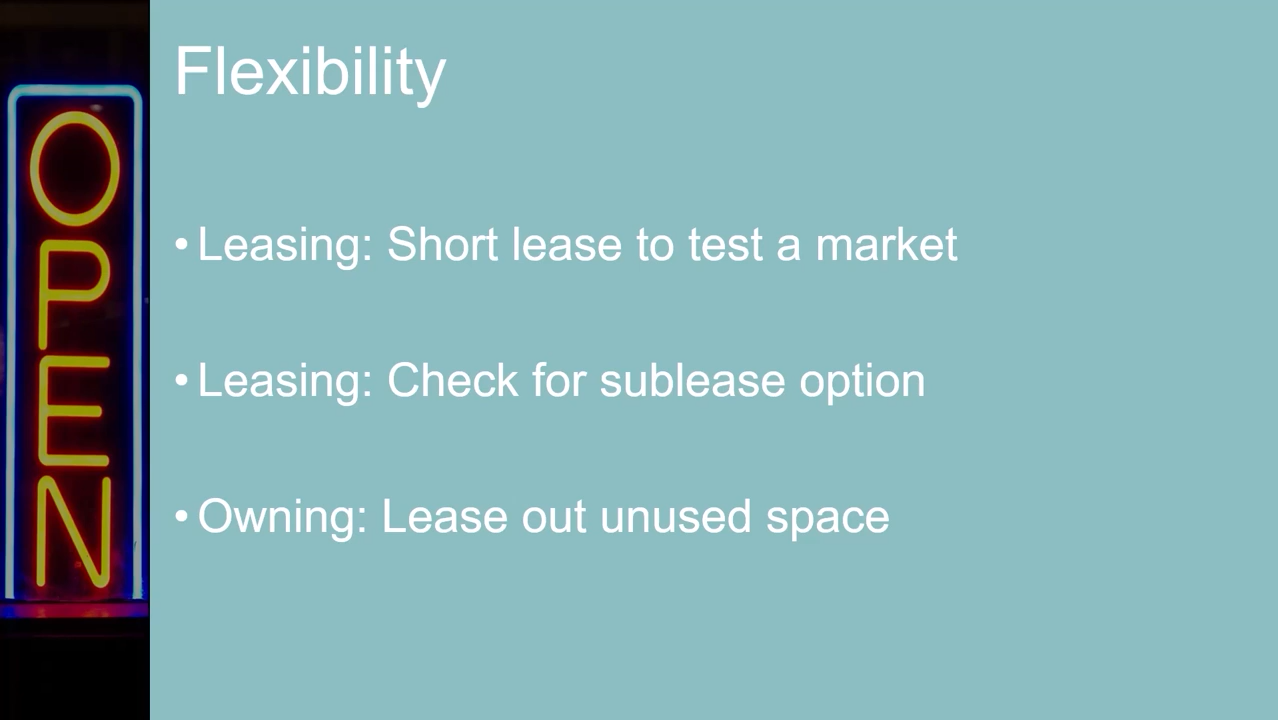 OPEN
Flexibility
• Leasing: Short lease to test a market
• Leasing: Check for sublease option
• Owning: Lease out unused space